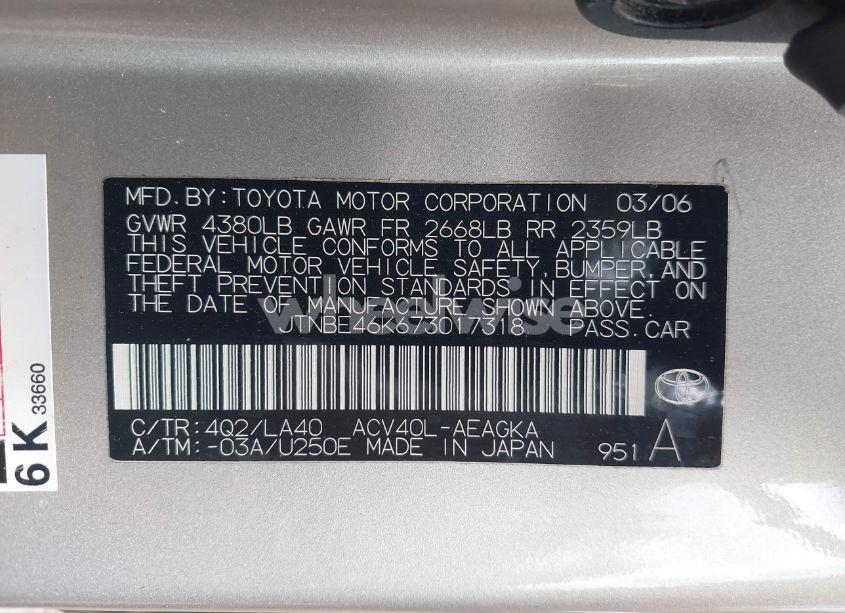 MFD.BY:TOYOTA MOTOR CORPORATION 03/06
GVWR 4380LB GAWR FR 2668LB RR 2359LB
THIS VEHICLE CONFORMS TO ALL APPLICABLE
FEDERAL MOTOR VEHICLE SAFETY,BUMPER,AND
THEFT PREVENTION STANDARDS IN EFFECT ON
THE DATE OF MANUFACTURE SHOWN ABOVE.
PASS.CAR
C/TR:4Q2/LA40 ACV40L-AEAGKA
A/TM:-03A/U250E MADE IN JAPAN 951 A
6 K 33660
wheelwise